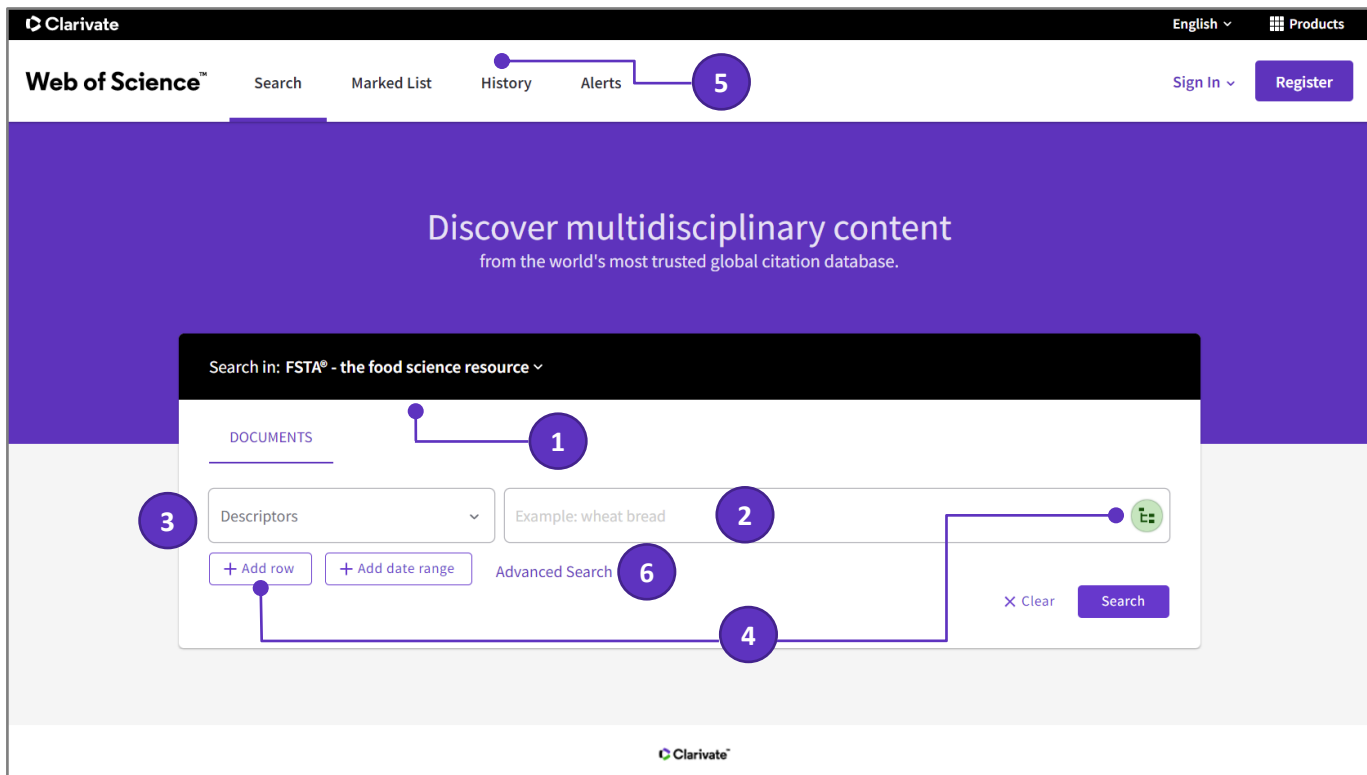 Clarivate English Products
Web of Science™ Search Marked List History Alerts 5 Sign In Register
Discover multidisciplinary content
from the world's most trusted global citation database.
Search in: FSTA® - the food science resource
DOCUMENTS 1
3 Descriptors Example: wheat bread 2
+ Add row + Add date range Advanced Search 6
× Clear Search
4
Clarivate™